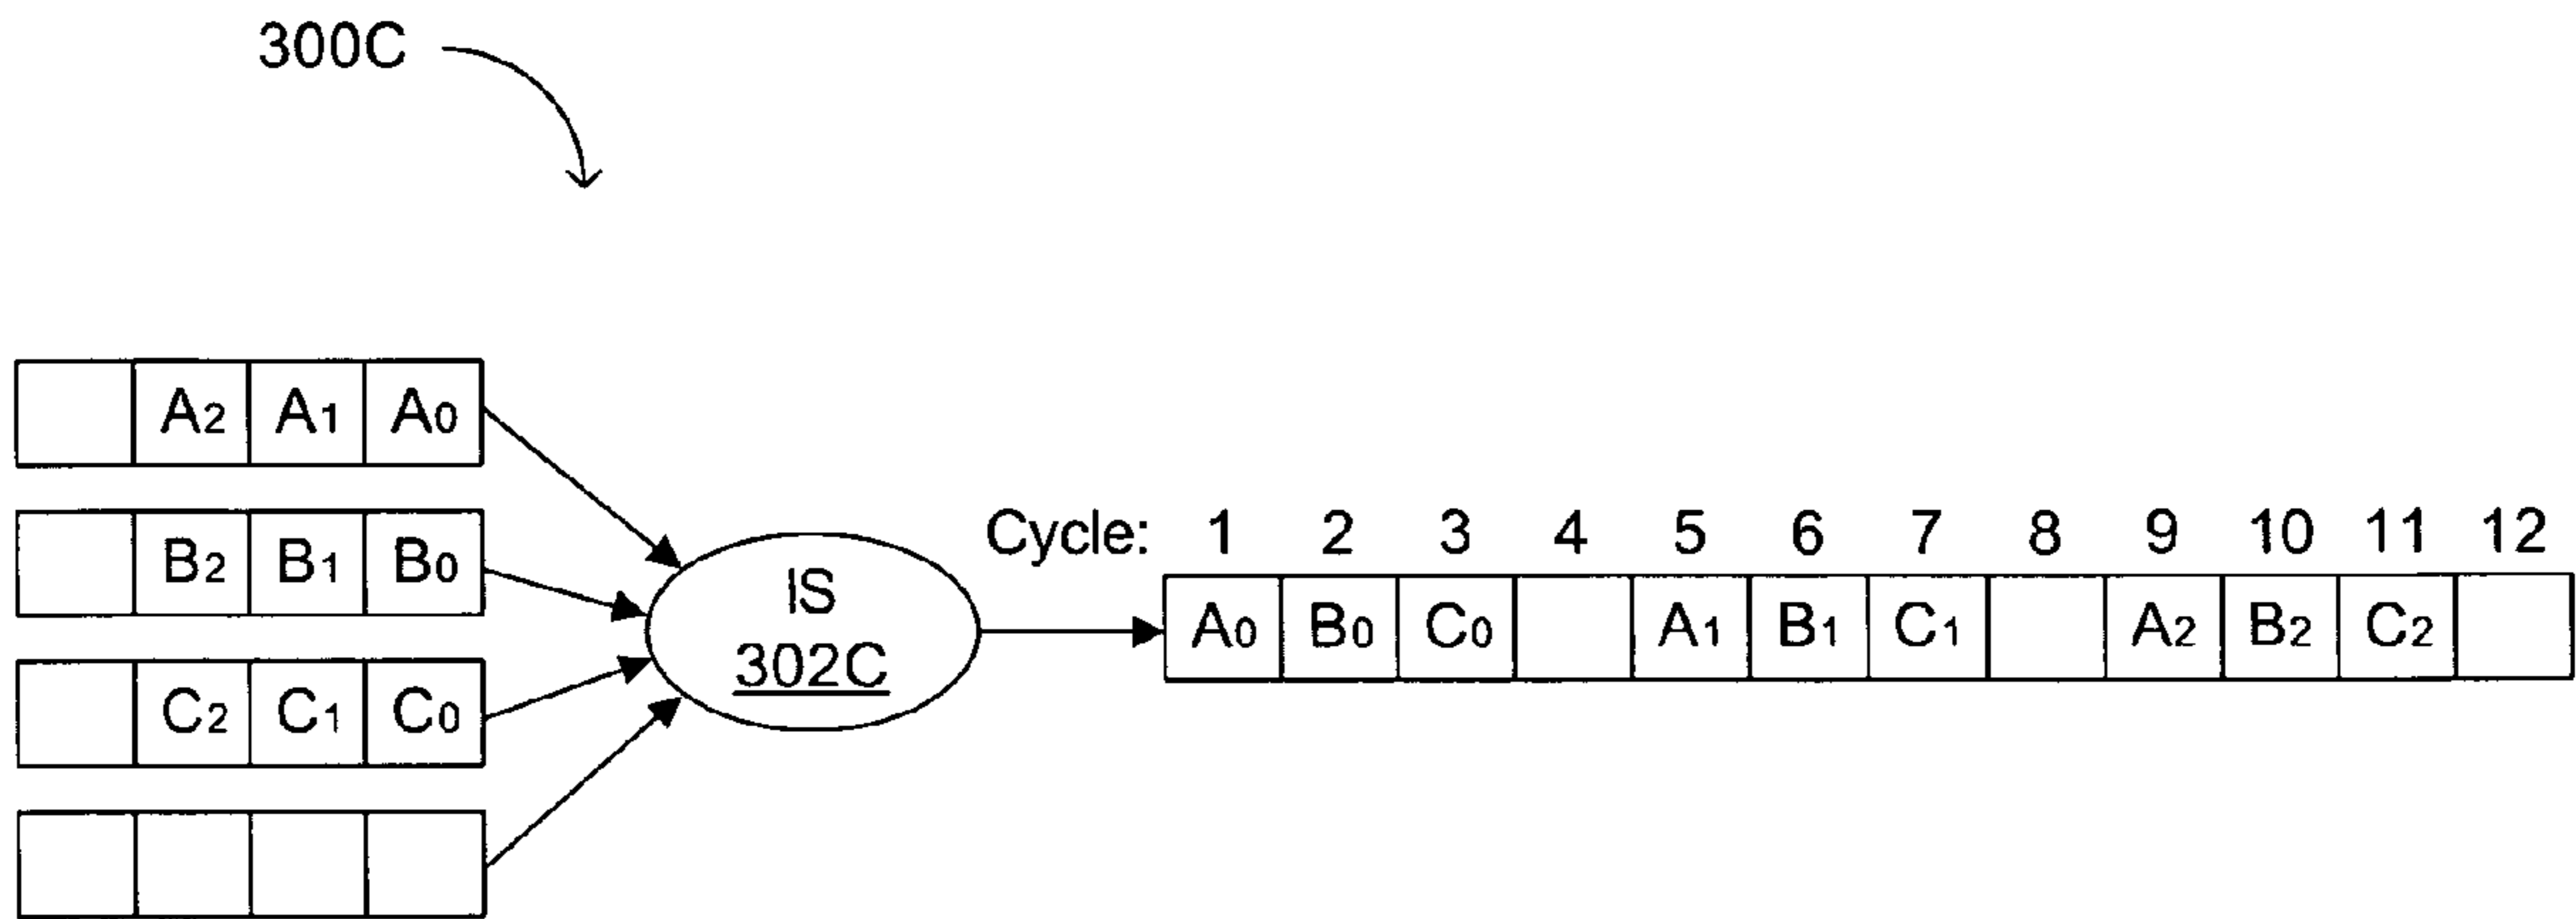 300C
A2 A1 A0
B2 B1 B0
C2 C1 C0
IS
302C
Cycle: 1 2 3 4 5 6 7 8 9 10 11 12
A0 B0 C0 A1 B1 C1 A2 B2 C2